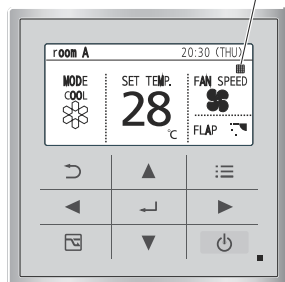 room A 20:30 (THU)
MODE SET TEMP. FAN SPEED
COOL
28 °C
FLAP